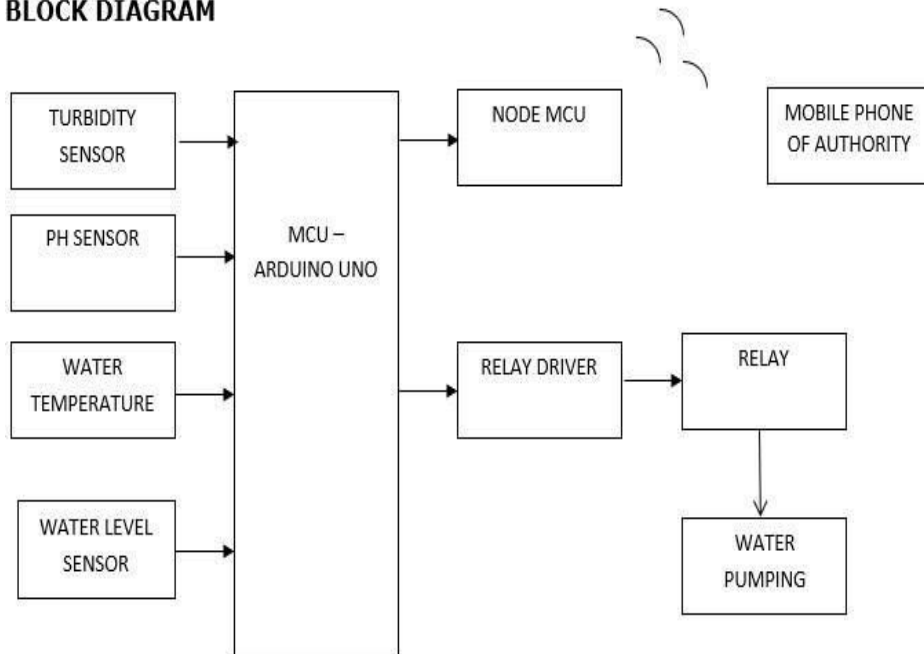 BLOCK DIAGRAM
TURBIDITY
SENSOR
NODE MCU
MOBILE PHONE
OF AUTHORITY
PH SENSOR
MCU –
ARDUINO UNO
WATER
TEMPERATURE
RELAY DRIVER
RELAY
WATER LEVEL
SENSOR
WATER
PUMPING